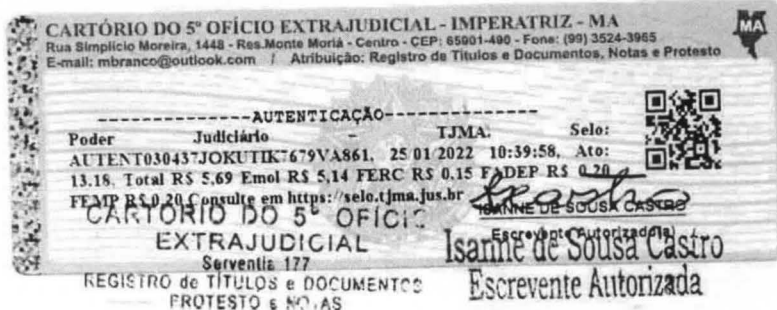 CARTÓRIO DO 5º OFÍCIO EXTRAJUDICIAL - IMPERATRIZ - MA
Rua Simplício Moreira, 1448 - Res.Monte Moriá - Centro - CEP: 65901-490 - Fone: (99) 3524-3965
E-mail: mbranco@outlook.com / Atribuição: Registro de Títulos e Documentos, Notas e Protesto
MA
------------------AUTENTICAÇÃO------------------
Poder Judiciário - TJMA. Selo:
AUTENT030437JOKUTIK7679VA861, 25/01/2022 10:39:58, Ato:
13.18, Total R$ 5,69 Emol R$ 5,14 FERC R$ 0,15 FADEP R$ 0,20
FEMP R$ 0,20 Consulte em https://selo.tjma.jus.br
ISANNE DE SOUSA CASTRO
Escrevente Autorizada
CARTÓRIO DO 5º OFÍCIO
EXTRAJUDICIAL
Serventia 177
REGISTRO de TÍTULOS e DOCUMENTOS
PROTESTO e NOTAS
Isanne de Sousa Castro
Escrevente Autorizada